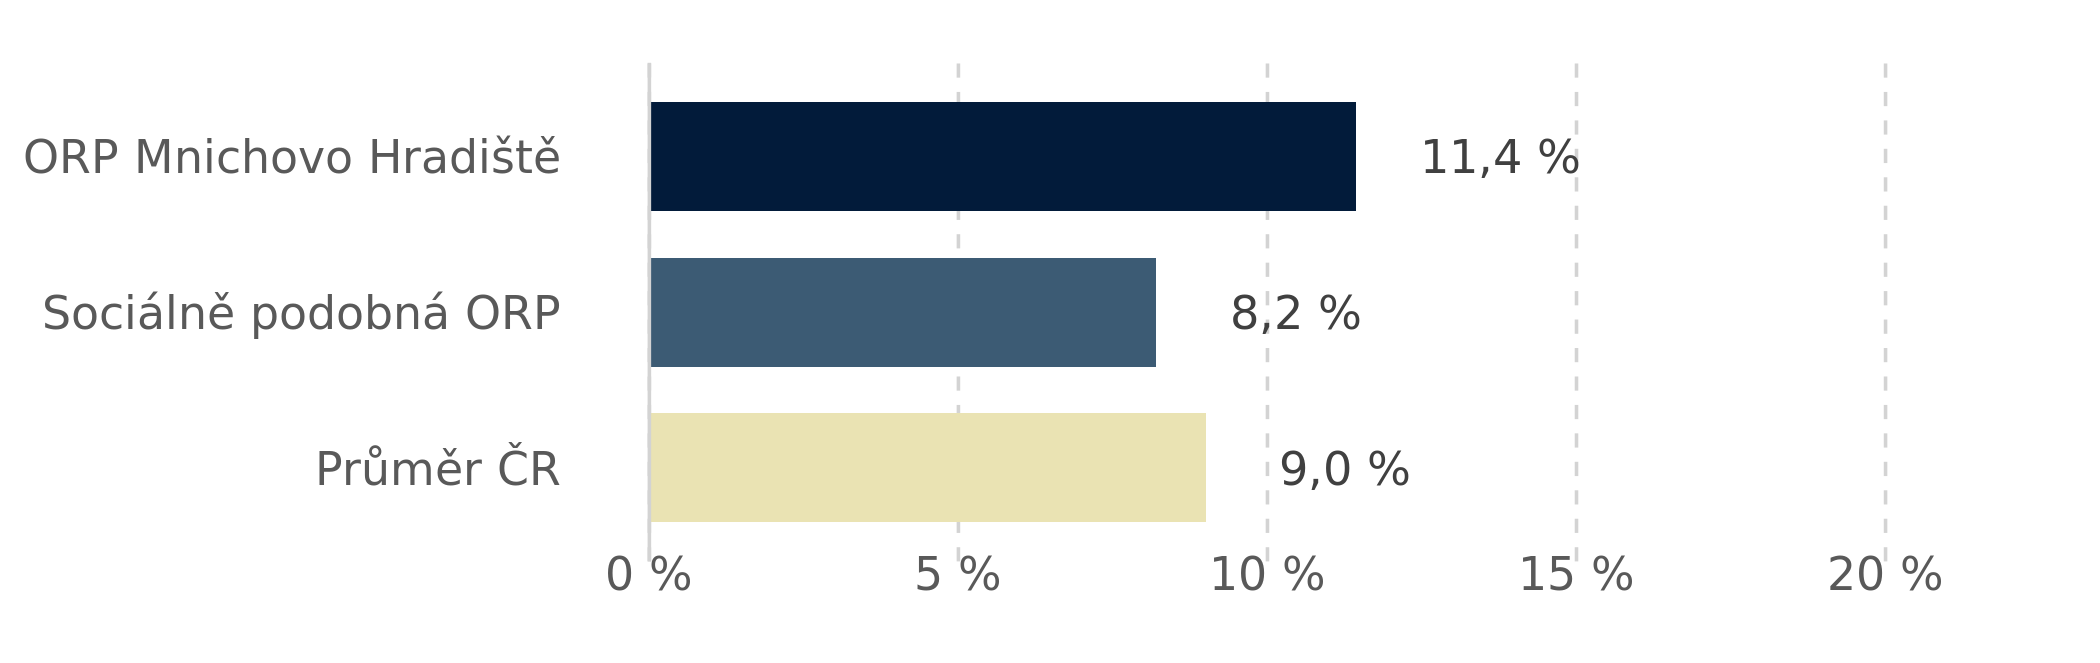 ORP Mnichovo Hradiště 11,4 %
Sociálně podobná ORP 8,2 %
Průměr ČR 9,0 %
0 % 5 % 10 % 15 % 20 %